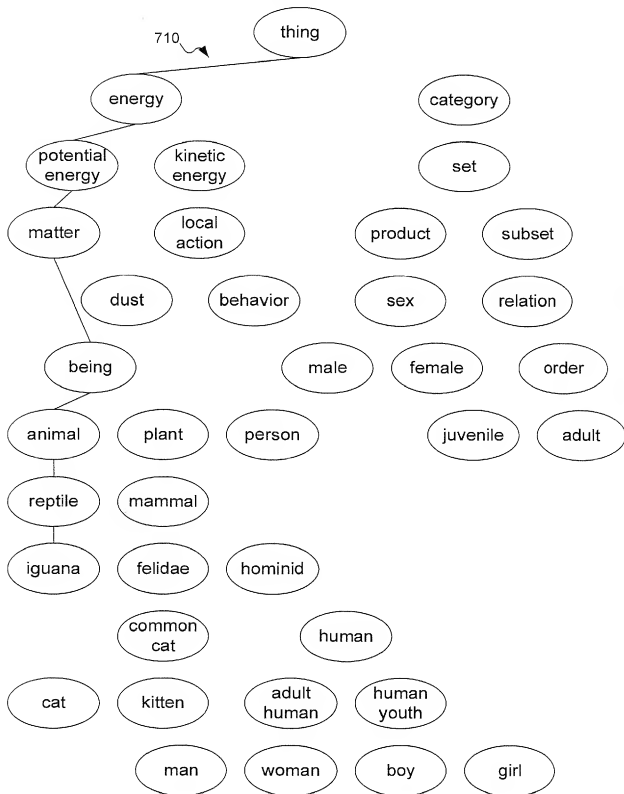 710
thing
energy
category
potential
energy
kinetic
energy
set
matter
local
action
product
subset
dust
behavior
sex
relation
being
male
female
order
animal
plant
person
juvenile
adult
reptile
mammal
iguana
felidae
hominid
common
cat
human
cat
kitten
adult
human
human
youth
man
woman
boy
girl